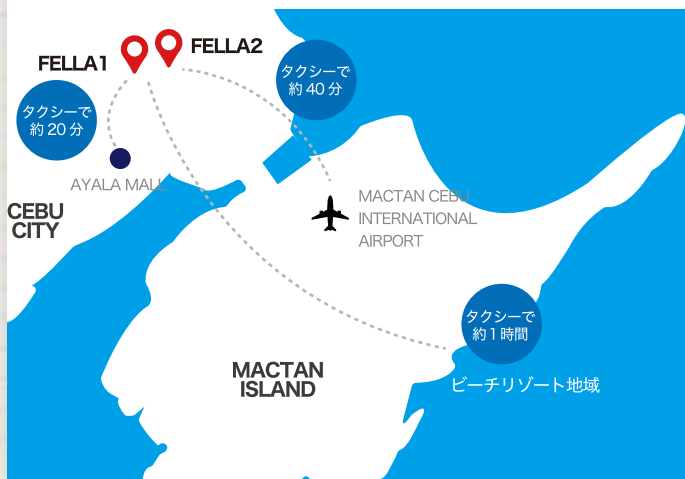 FELLA1
FELLA2
タクシーで
約40分
タクシーで
約20分
AYALA MALL
MACTAN CEBU
INTERNATIONAL
AIRPORT
CEBU
CITY
タクシーで
約1時間
MACTAN
ISLAND
ビーチリゾート地域